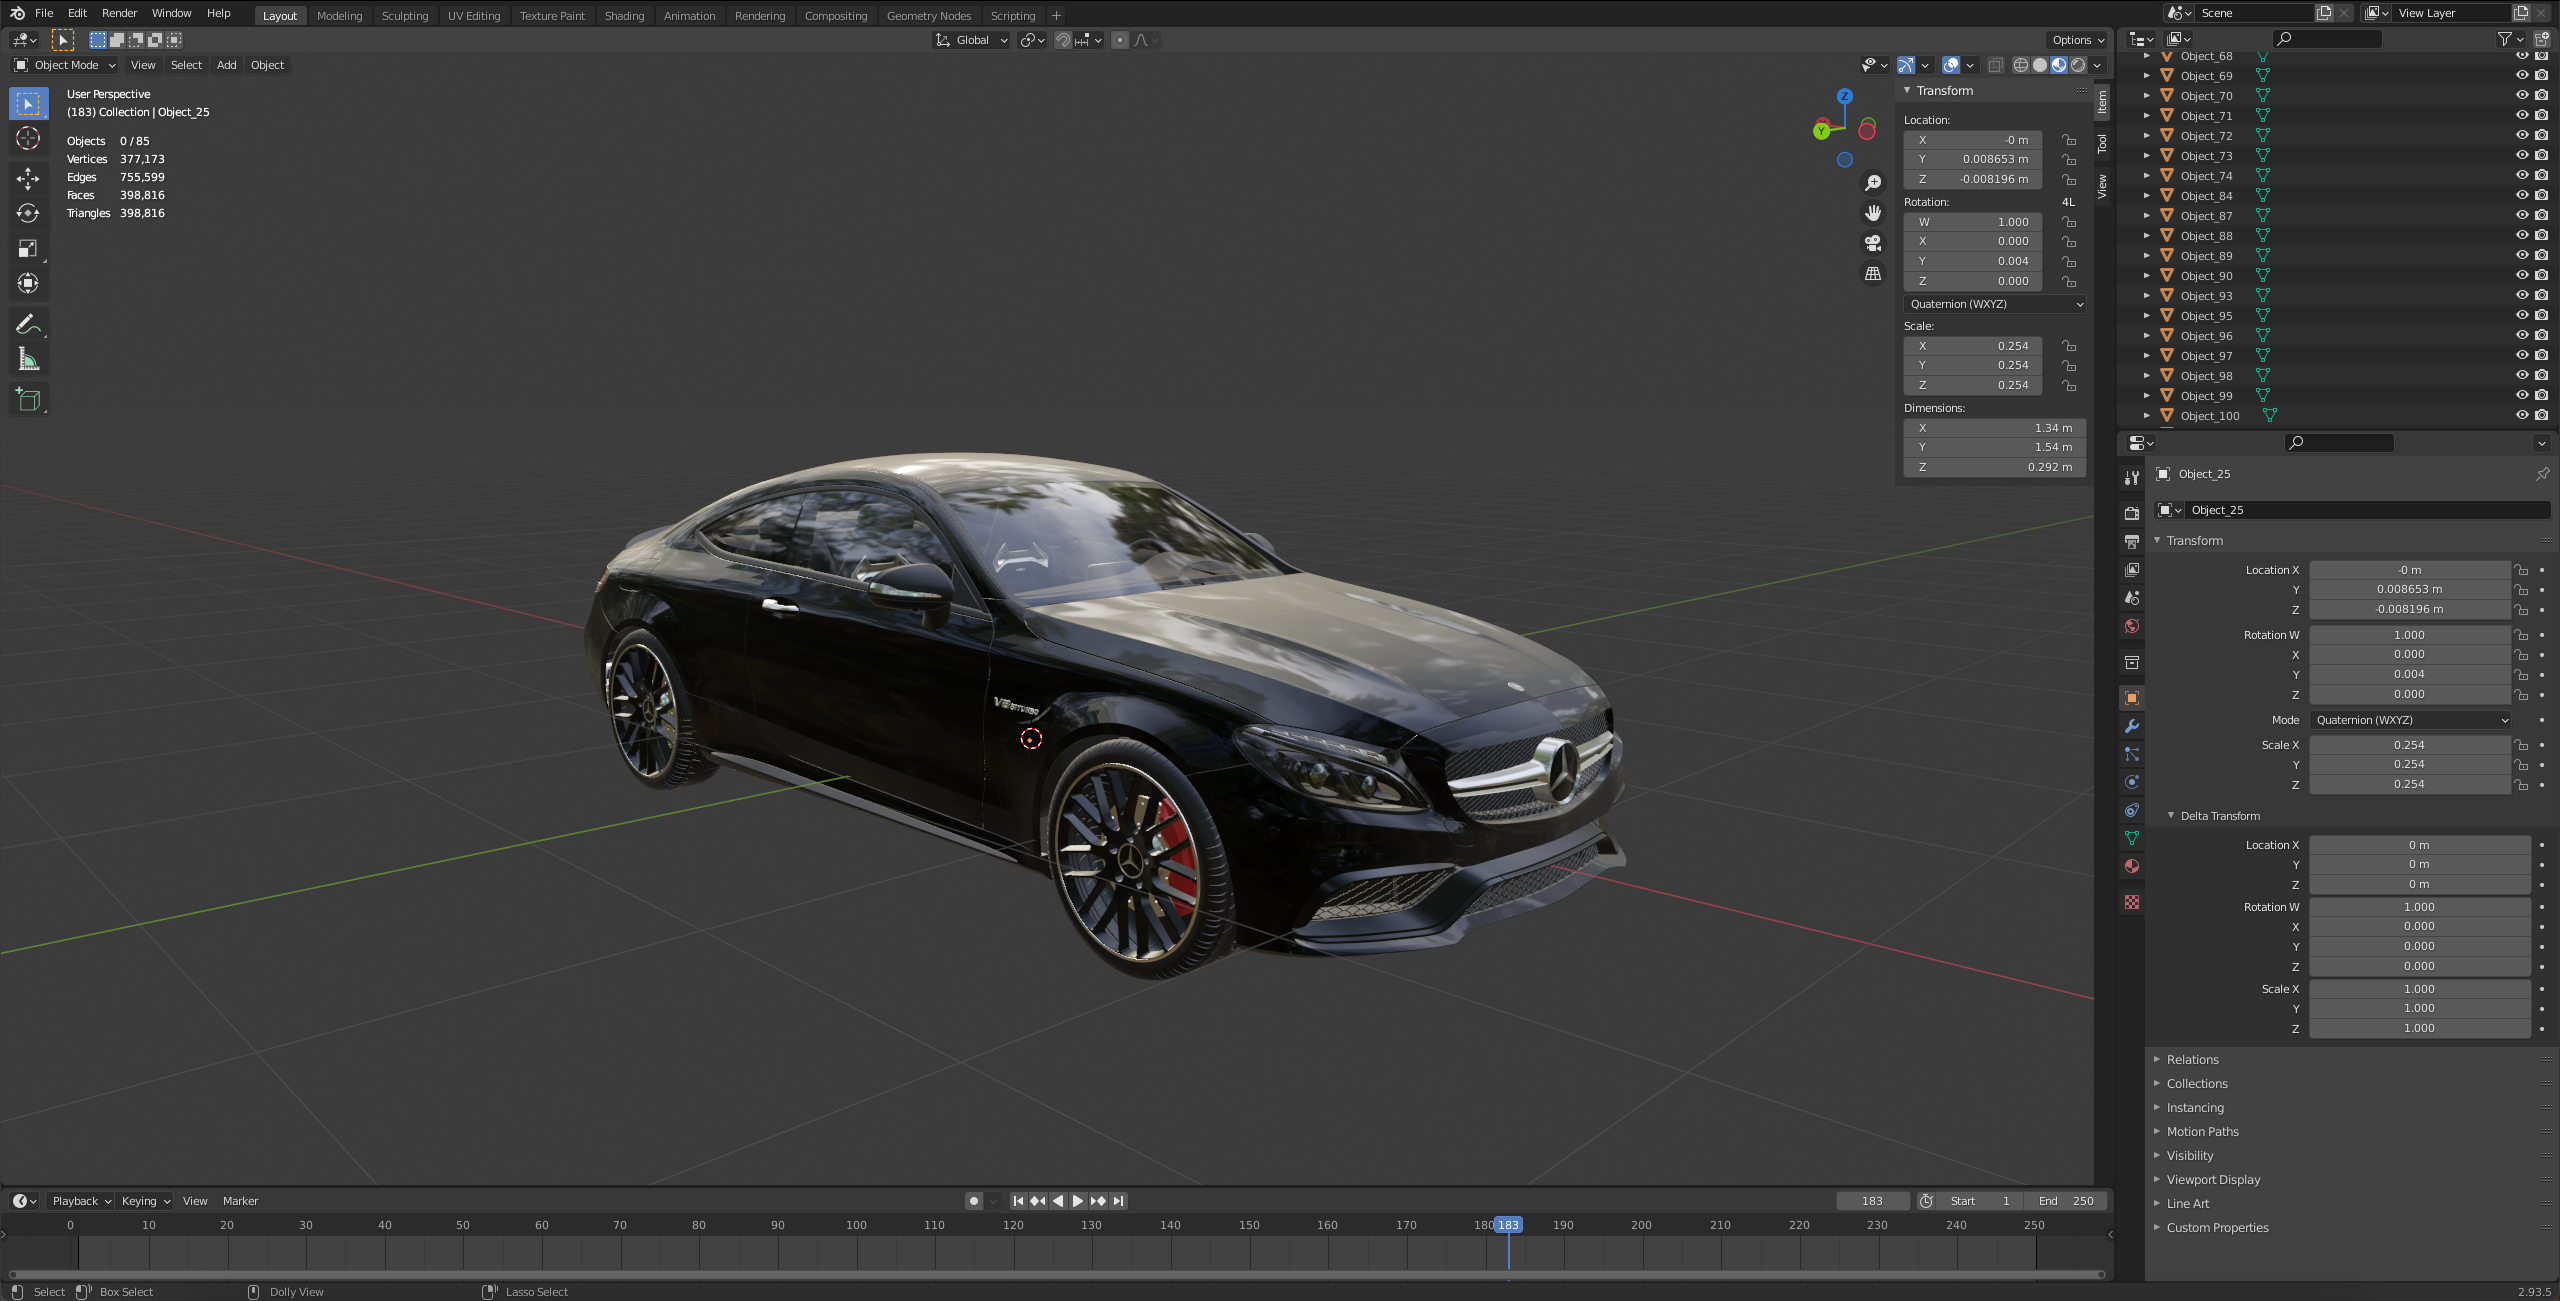 File Edit Render Window Help
Layout Modeling Sculpting UV Editing Texture Paint Shading Animation Rendering Compositing Geometry Nodes Scripting +
Scene
View Layer
Global
Options
Object Mode View Select Add Object
User Perspective
(183) Collection | Object_25
Objects 0 / 85
Vertices 377,173
Edges 755,599
Faces 398,816
Triangles 398,816
Z
Y
Transform
Location:
X -0 m
Y 0.008653 m
Z -0.008196 m
Rotation: 4L
W 1.000
X 0.000
Y 0.004
Z 0.000
Quaternion (WXYZ)
Scale:
X 0.254
Y 0.254
Z 0.254
Dimensions:
X 1.34 m
Y 1.54 m
Z 0.292 m
Item
Tool
View
Object_68
Object_69
Object_70
Object_71
Object_72
Object_73
Object_74
Object_84
Object_87
Object_88
Object_89
Object_90
Object_93
Object_95
Object_96
Object_97
Object_98
Object_99
Object_100
Object_25
Object_25
Transform
Location X -0 m
Y 0.008653 m
Z -0.008196 m
Rotation W 1.000
X 0.000
Y 0.004
Z 0.000
Mode Quaternion (WXYZ)
Scale X 0.254
Y 0.254
Z 0.254
Delta Transform
Location X 0 m
Y 0 m
Z 0 m
Rotation W 1.000
X 0.000
Y 0.000
Z 0.000
Scale X 1.000
Y 1.000
Z 1.000
Relations
Collections
Instancing
Motion Paths
Visibility
Viewport Display
Line Art
Custom Properties
V8 BITURBO
Playback Keying View Marker
183 Start 1 End 250
0 10 20 30 40 50 60 70 80 90 100 110 120 130 140 150 160 170 180 183 190 200 210 220 230 240 250
Select Box Select Dolly View Lasso Select 2.93.5